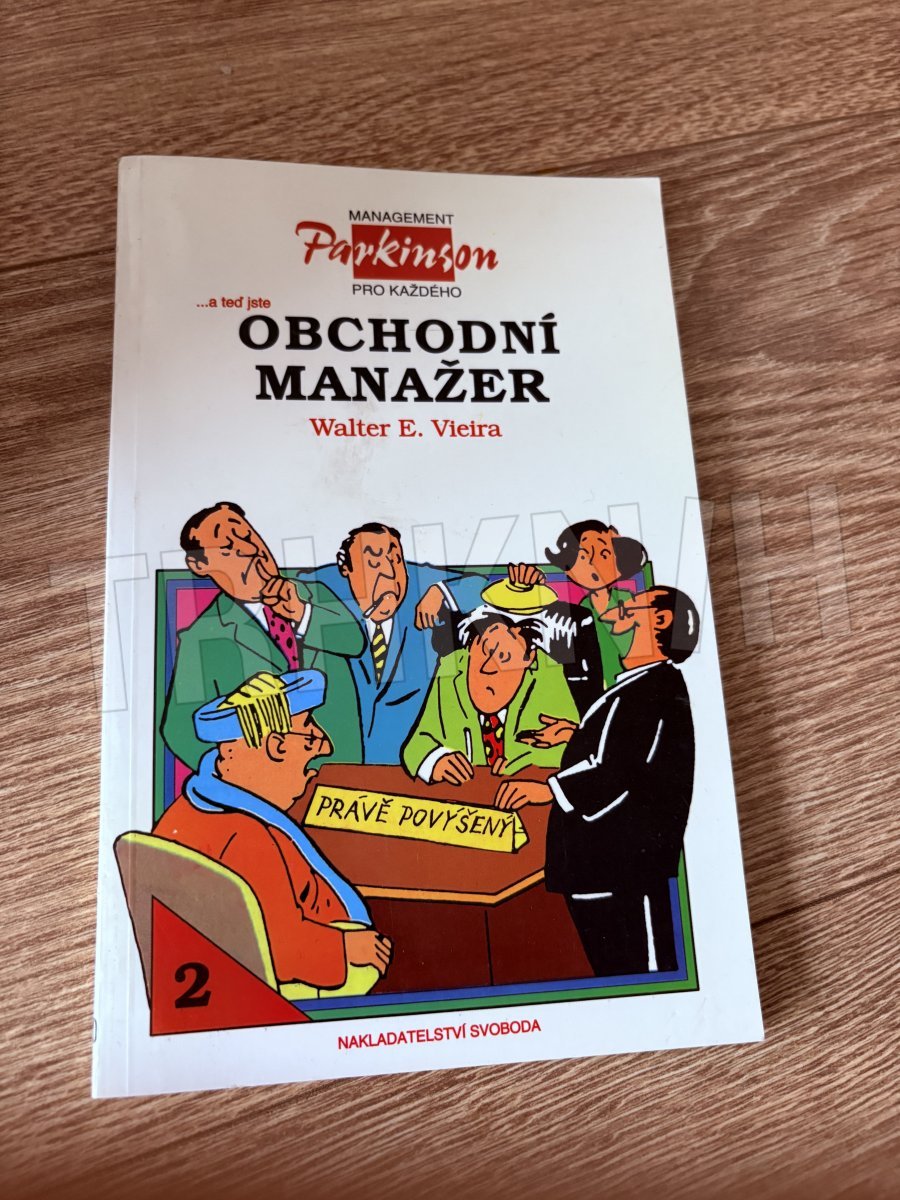 MANAGEMENT
Parkinson
PRO KAŽDÉHO
...a teď jste
OBCHODNÍ
MANAŽER
Walter E. Vieira
PRÁVĚ POVÝŠENÝ
2
NAKLADATELSTVÍ SVOBODA